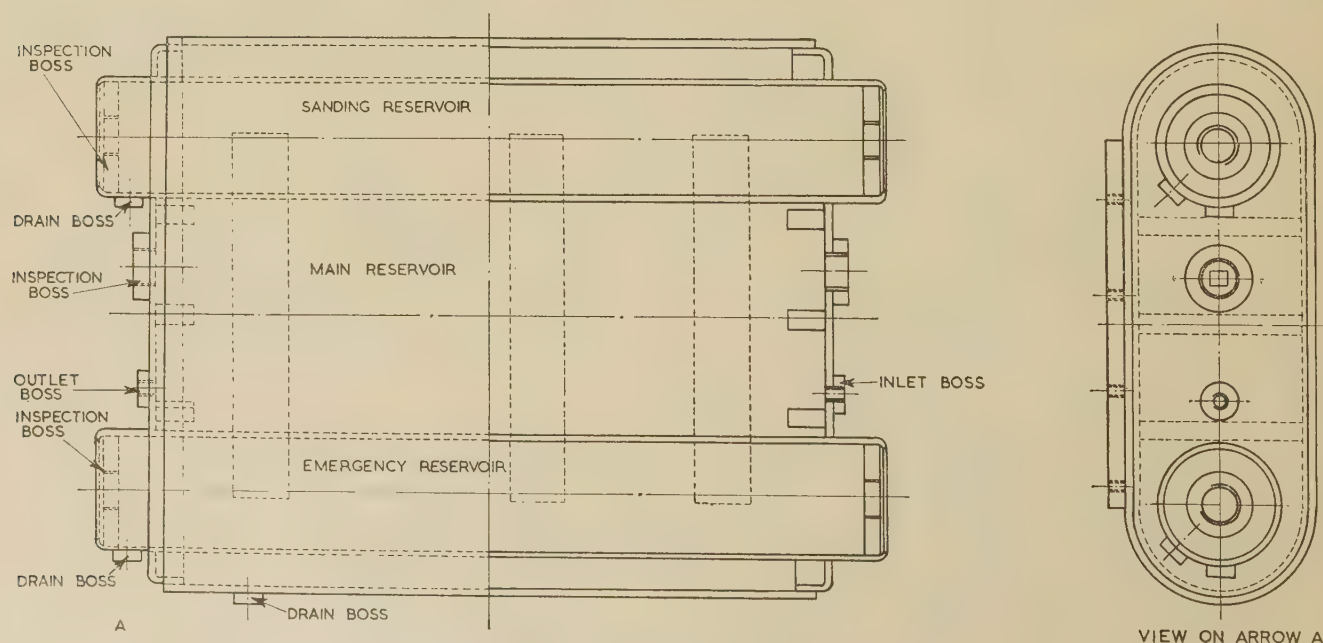 INSPECTION
BOSS
SANDING RESERVOIR
DRAIN BOSS
INSPECTION
BOSS
MAIN RESERVOIR
OUTLET
BOSS
INLET BOSS
INSPECTION
BOSS
EMERGENCY RESERVOIR
DRAIN BOSS
DRAIN BOSS
A
VIEW ON ARROW A